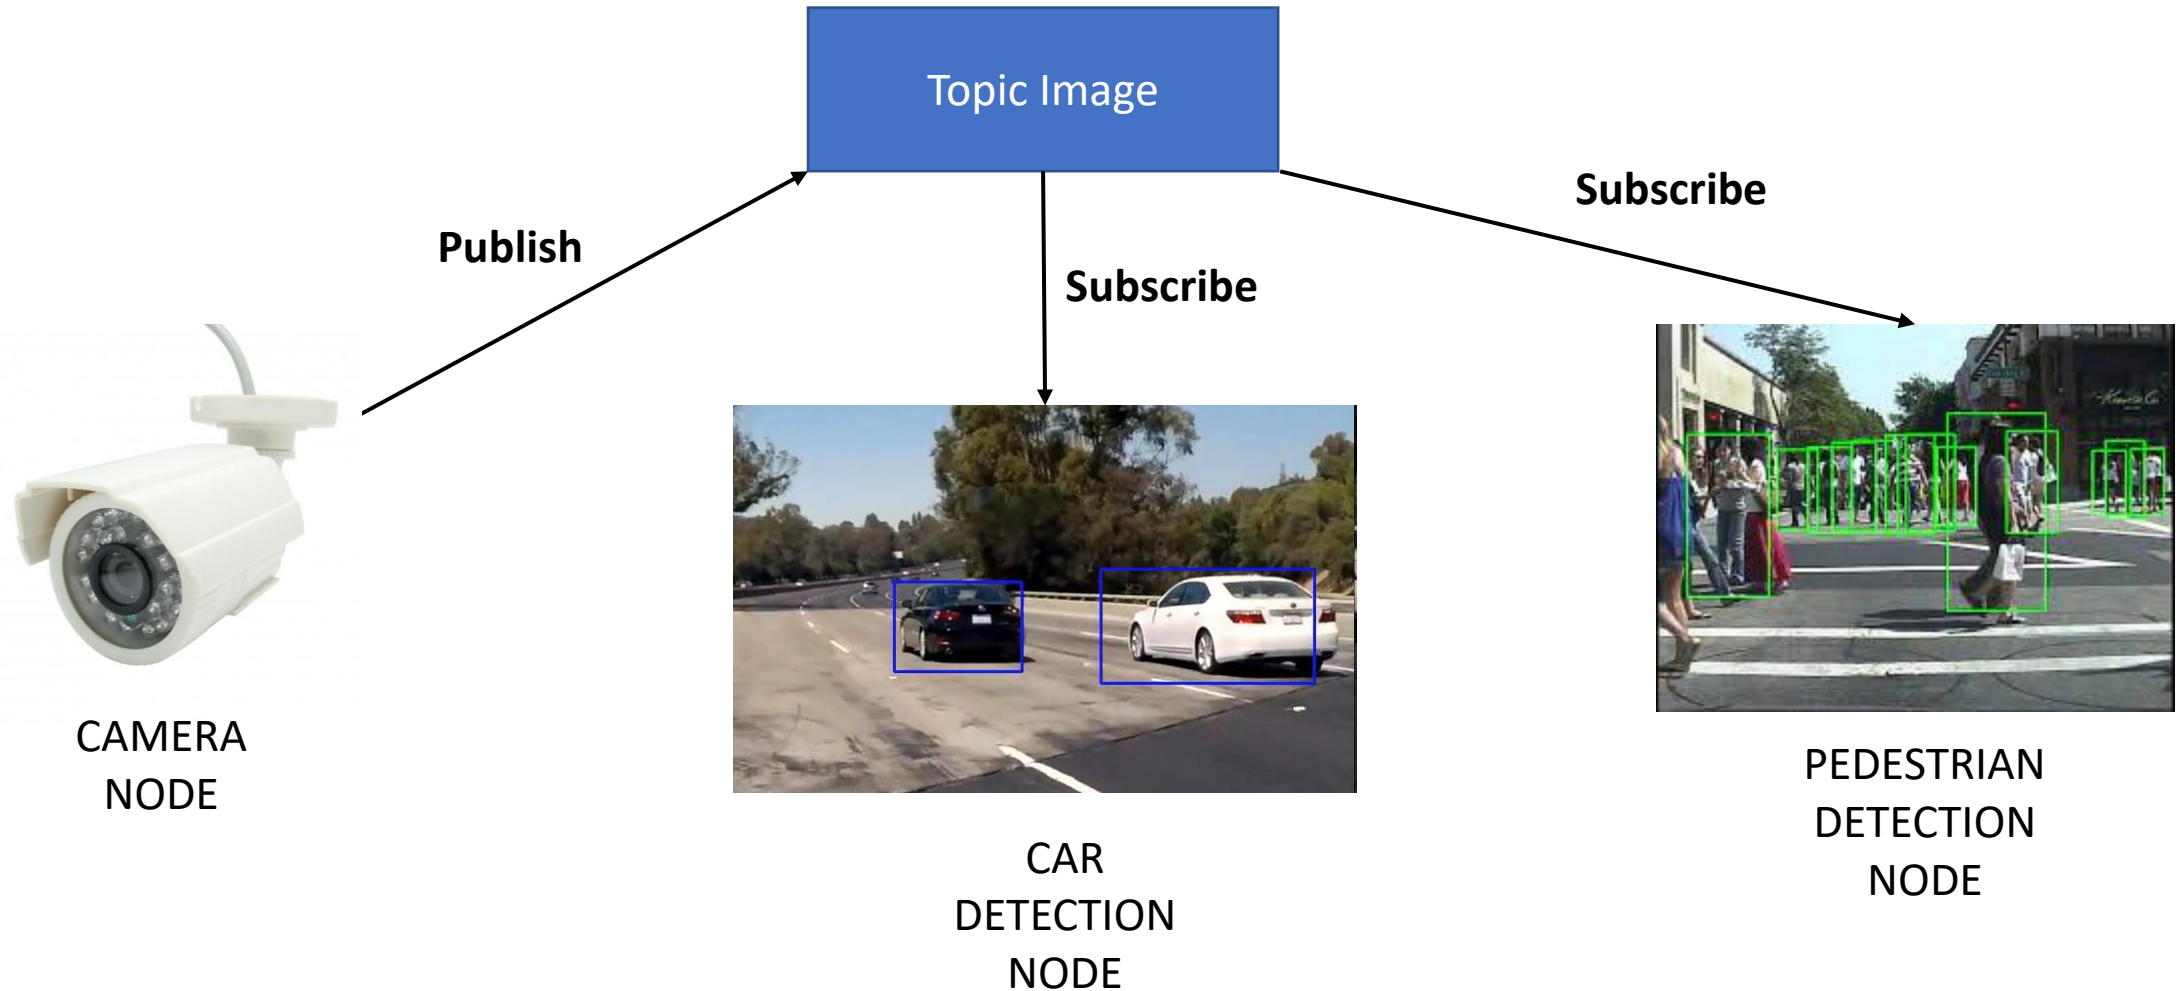 Topic Image
Publish
Subscribe
Subscribe
CAMERA
NODE
CAR
DETECTION
NODE
PEDESTRIAN
DETECTION
NODE